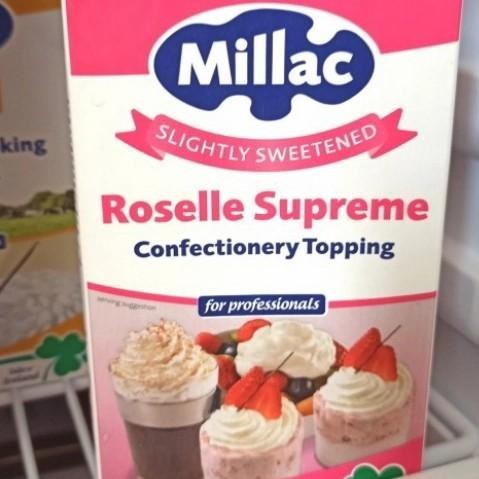 Millac
SLIGHTLY SWEETENED
Roselle Supreme
Confectionery Topping
for professionals
serving suggestion
king